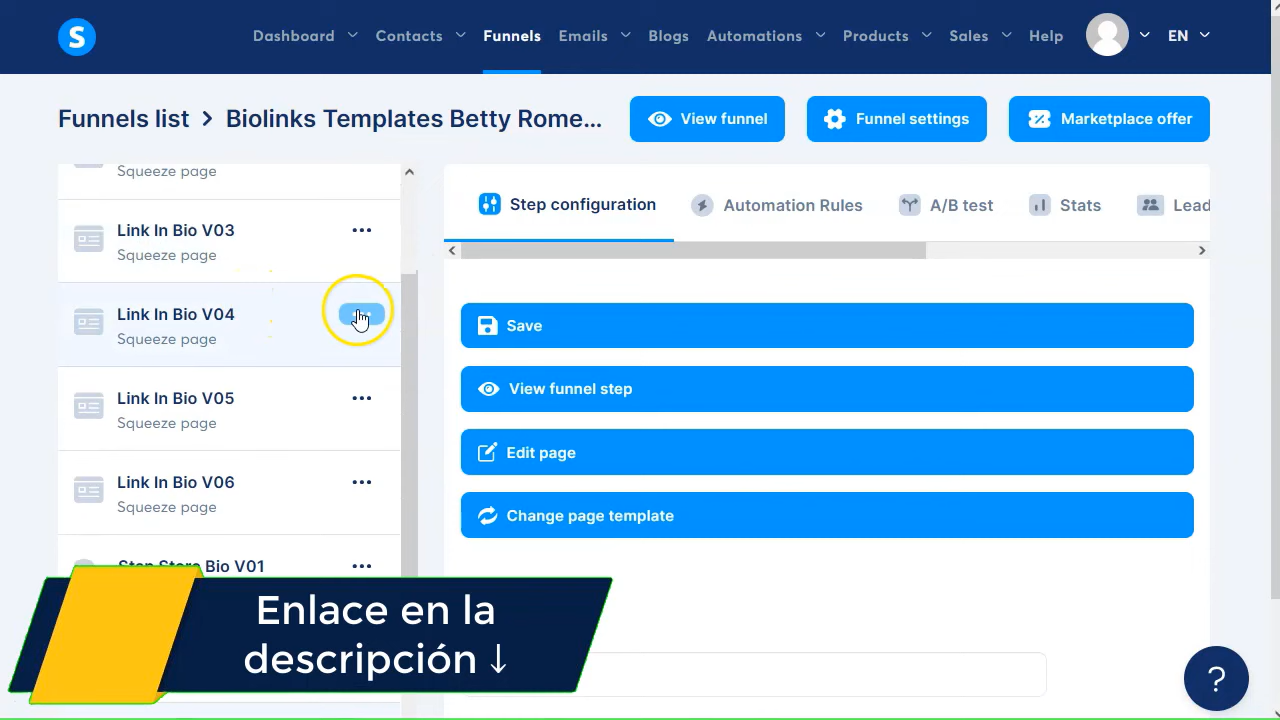 S Dashboard Contacts Funnels Emails Blogs Automations Products Sales Help EN
Funnels list > Biolinks Templates Betty Rome... View funnel Funnel settings Marketplace offer
Squeeze page
Link In Bio V03 •••
Squeeze page
Link In Bio V04
Squeeze page
Link In Bio V05 •••
Squeeze page
Link In Bio V06 •••
Squeeze page
Bio V01 •••
Step configuration Automation Rules A/B test Stats Lead
Save
View funnel step
Edit page
Change page template
Enlace en la
descripción ↓
?